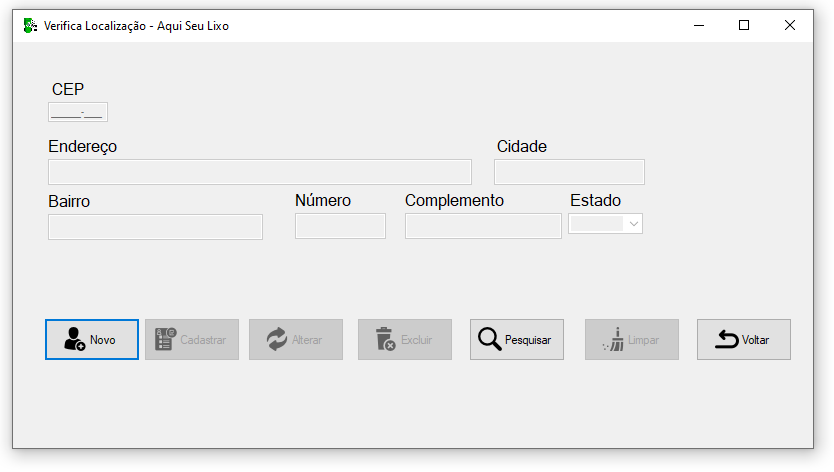 Verifica Localização - Aqui Seu Lixo
CEP
_____-___
Endereço Cidade
Bairro Número Complemento Estado
Novo Cadastrar Alterar Excluir Pesquisar Limpar Voltar